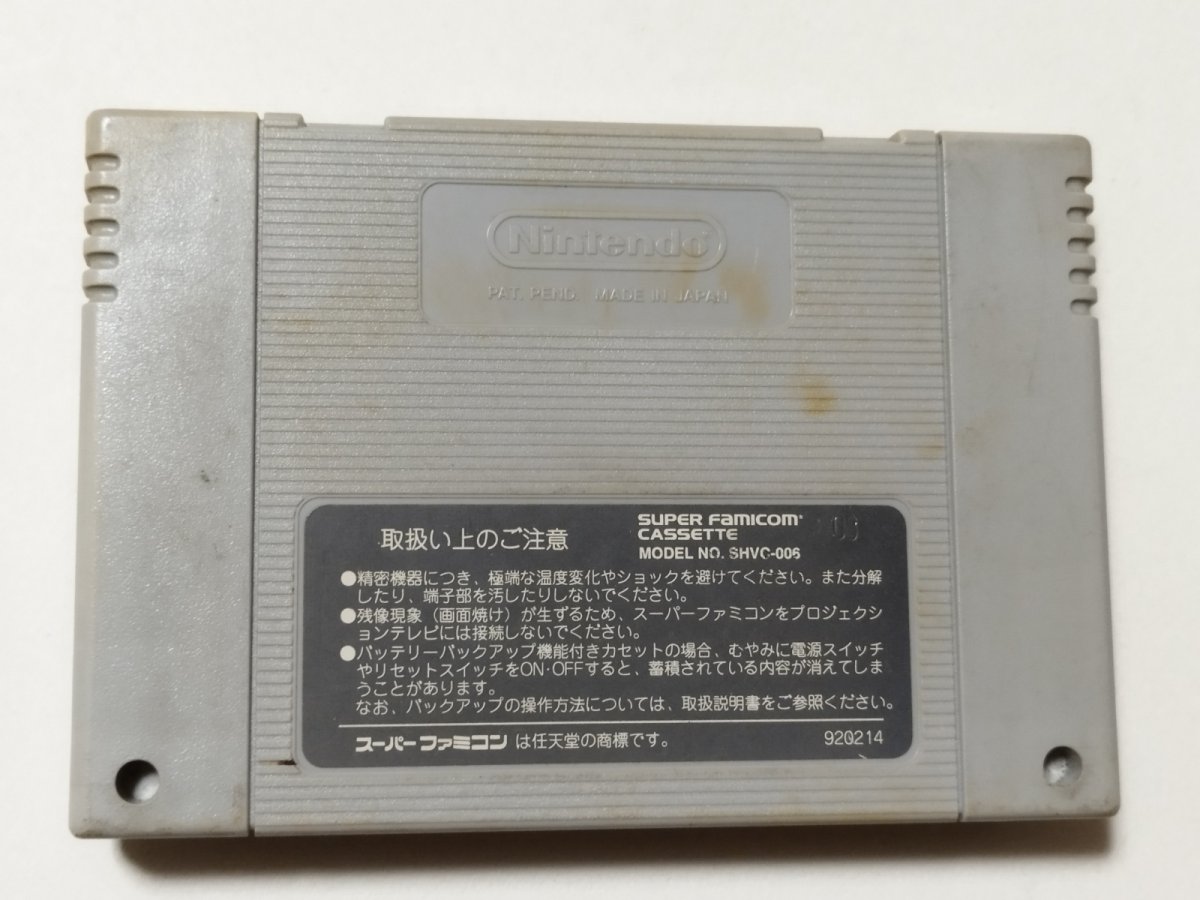 Nintendo®
PAT. PEND. MADE IN JAPAN
取扱い上のご注意
SUPER FAMICOM®
CASSETTE
MODEL NO. SHVC-006
●精密機器につき、極端な温度変化やショックを避けてください。また分解
したり、端子部を汚したりしないでください。
●残像現象（画面焼け）が生ずるため、スーパーファミコンをプロジェクシ
ョンテレビには接続しないでください。
●バッテリーバックアップ機能付きカセットの場合、むやみに電源スイッチ
やリセットスイッチをON・OFFすると、蓄積されている内容が消えてしま
うことがあります。
なお、バックアップの操作方法については、取扱説明書をご参照ください。
スーパーファミコン は任天堂の商標です。
920214